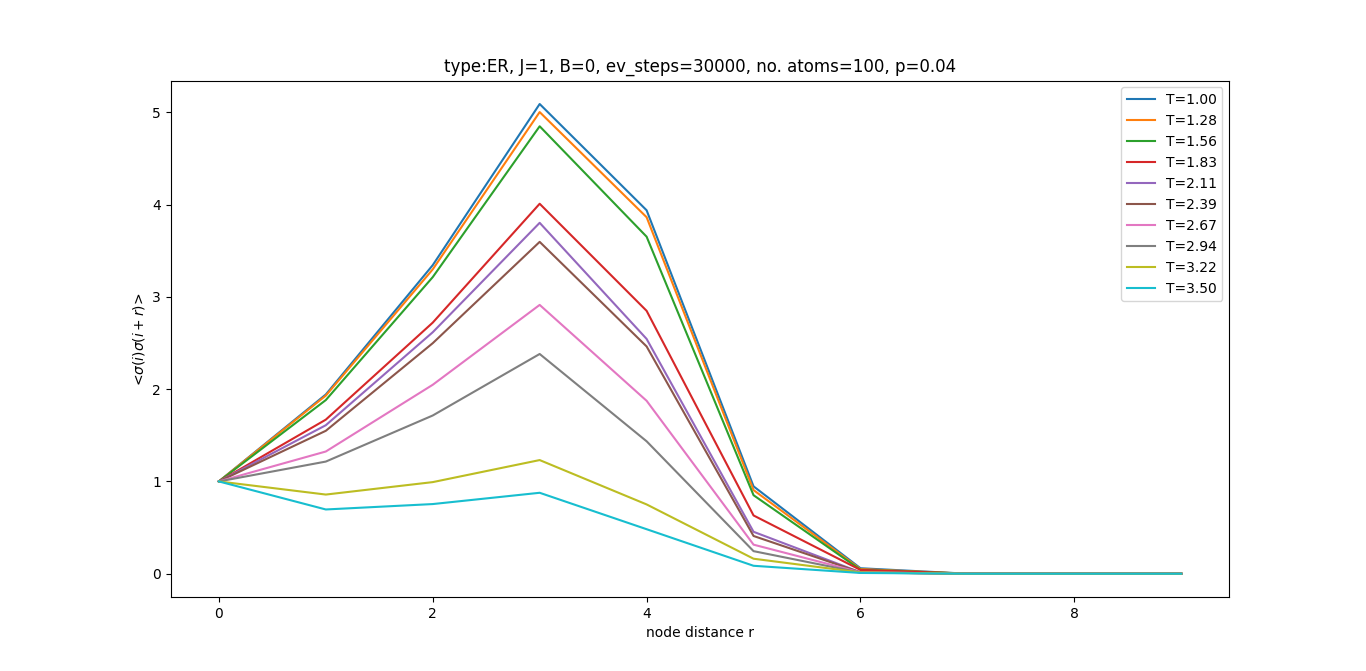 type:ER, J=1, B=0, ev_steps=30000, no. atoms=100, p=0.04
5
4
3
2
1
0
<σ(i)σ(i + r)>
0
2
4
6
8
node distance r
T=1.00
T=1.28
T=1.56
T=1.83
T=2.11
T=2.39
T=2.67
T=2.94
T=3.22
T=3.50